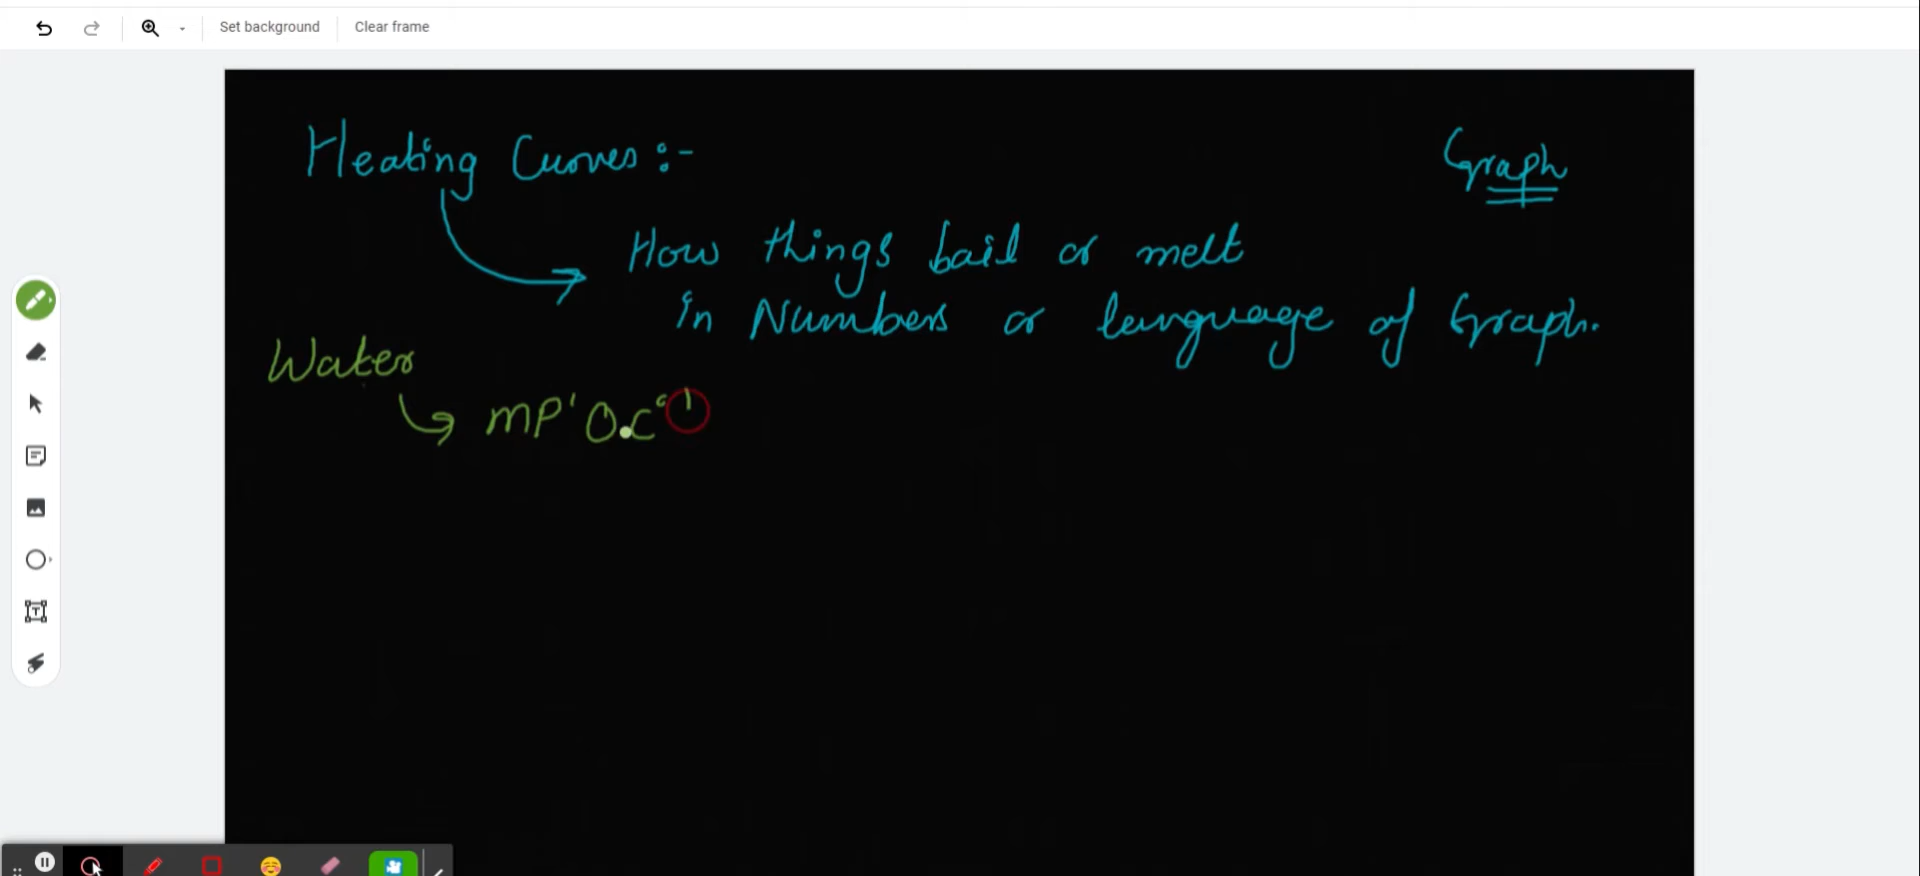 Set background Clear frame
Heating Curves :-
Graph
How things boil or melt
in Numbers or language of Graph.
Water
MP' 0.C° '